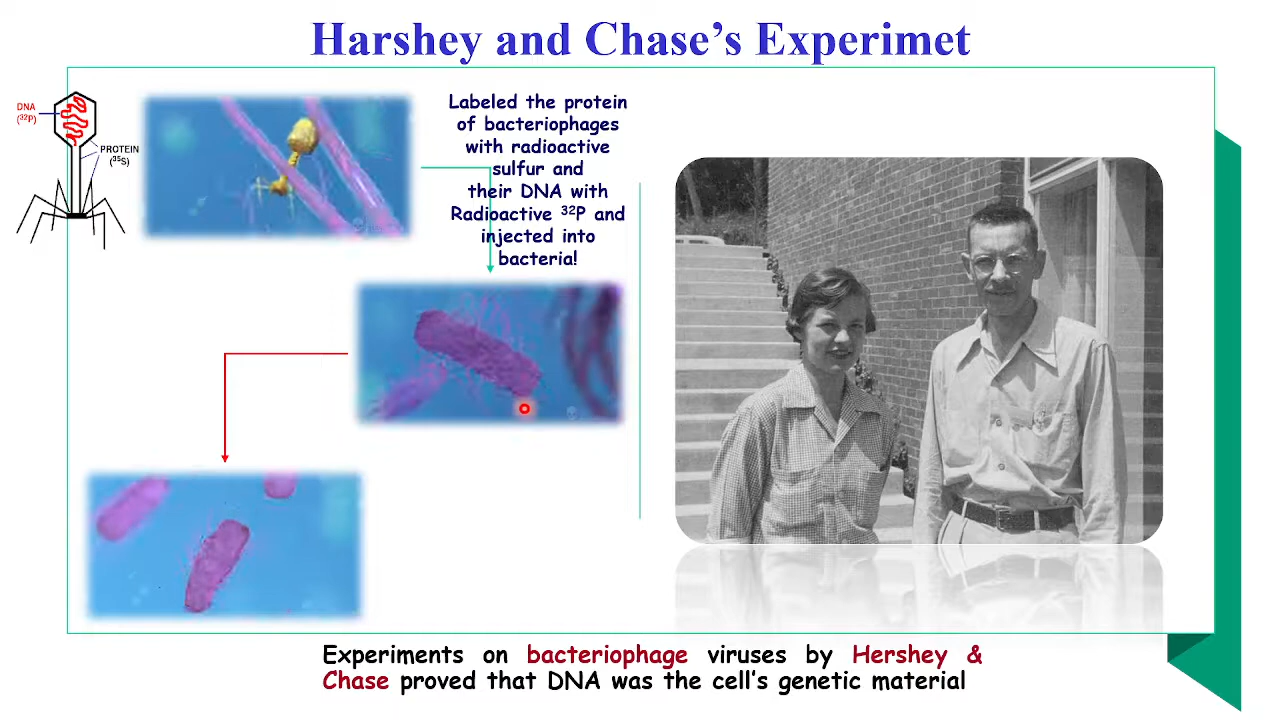 Harshey and Chase's Experimet
DNA
(³²P)
PROTEIN
(³⁵S)
Labeled the protein
of bacteriophages
with radioactive
sulfur and
their DNA with
Radioactive ³²P and
injected into
bacteria!
Experiments on bacteriophage viruses by Hershey &
Chase proved that DNA was the cell's genetic material